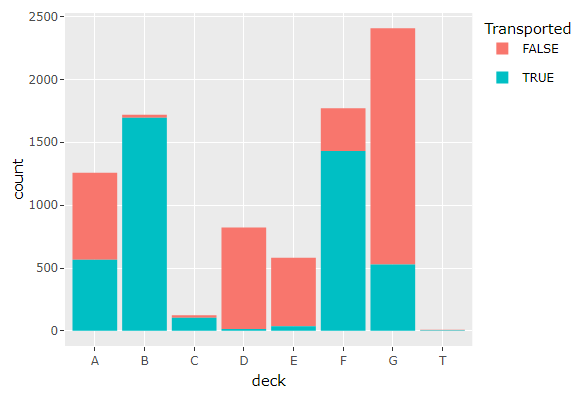 Transported
FALSE
TRUE
2500
2000
1500
1000
500
0
count
A B C D E F G T
deck